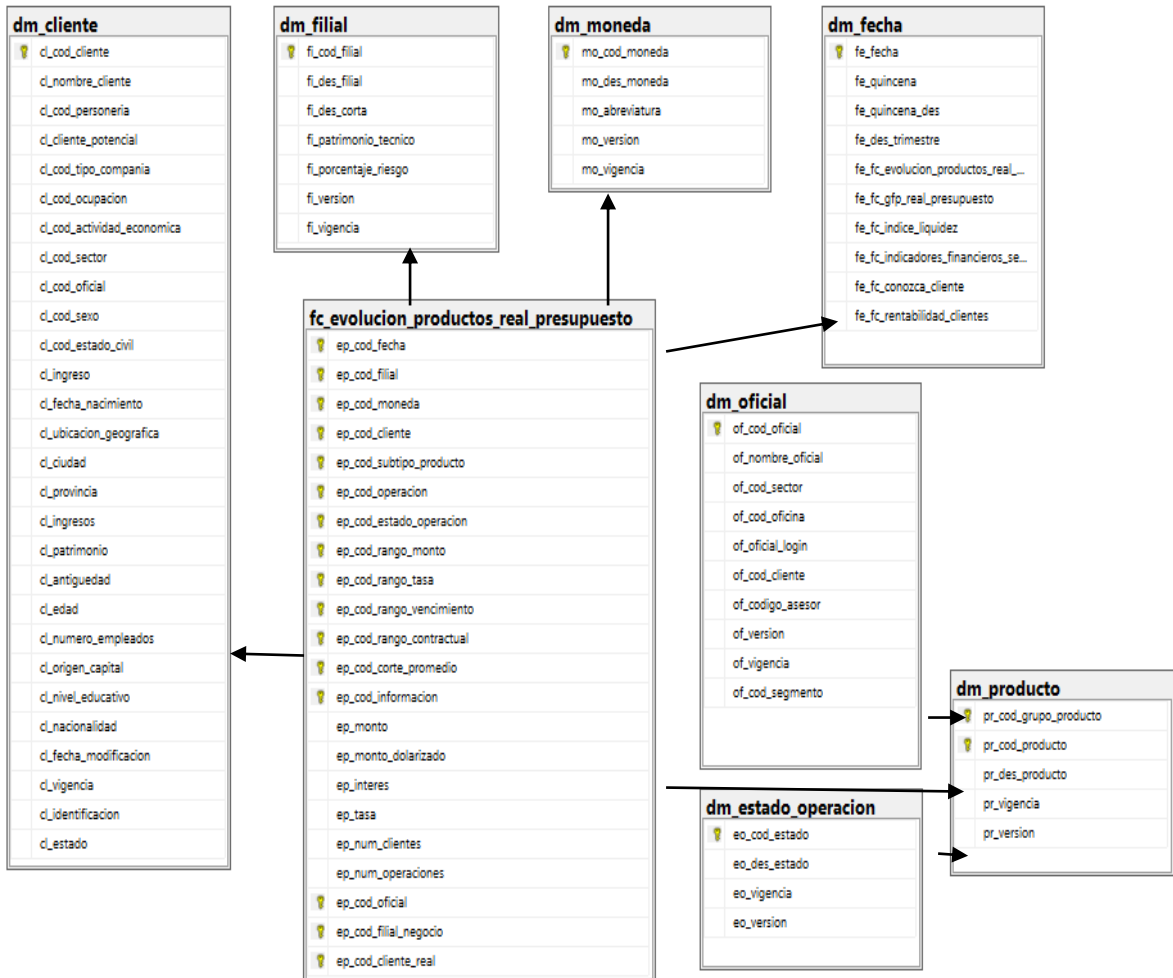 dm_cliente
cl_cod_cliente
cl_nombre_cliente
cl_cod_personeria
cl_cliente_potencial
cl_cod_tipo_compania
cl_cod_ocupacion
cl_cod_actividad_economica
cl_cod_sector
cl_cod_oficial
cl_cod_sexo
cl_cod_estado_civil
cl_ingreso
cl_fecha_nacimiento
cl_ubicacion_geografica
cl_ciudad
cl_provincia
cl_ingresos
cl_patrimonio
cl_antiguedad
cl_edad
cl_numero_empleados
cl_origen_capital
cl_nivel_educativo
cl_nacionalidad
cl_fecha_modificacion
cl_vigencia
cl_identificacion
cl_estado
dm_filial
fi_cod_filial
fi_des_filial
fi_des_corta
fi_patrimonio_tecnico
fi_porcentaje_riesgo
fi_version
fi_vigencia
dm_moneda
mo_cod_moneda
mo_des_moneda
mo_abreviatura
mo_version
mo_vigencia
dm_fecha
fe_fecha
fe_quincena
fe_quincena_des
fe_des_trimestre
fe_fc_evolucion_productos_real_...
fe_fc_gfp_real_presupuesto
fe_fc_indice_liquidez
fe_fc_indicadores_financieros_se...
fe_fc_conozca_cliente
fe_fc_rentabilidad_clientes
fc_evolucion_productos_real_presupuesto
ep_cod_fecha
ep_cod_filial
ep_cod_moneda
ep_cod_cliente
ep_cod_subtipo_producto
ep_cod_operacion
ep_cod_estado_operacion
ep_cod_rango_monto
ep_cod_rango_tasa
ep_cod_rango_vencimiento
ep_cod_rango_contractual
ep_cod_corte_promedio
ep_cod_informacion
ep_monto
ep_monto_dolarizado
ep_interes
ep_tasa
ep_num_clientes
ep_num_operaciones
ep_cod_oficial
ep_cod_filial_negocio
ep_cod_cliente_real
dm_oficial
of_cod_oficial
of_nombre_oficial
of_cod_sector
of_cod_oficina
of_oficial_login
of_cod_cliente
of_codigo_asesor
of_version
of_vigencia
of_cod_segmento
dm_producto
pr_cod_grupo_producto
pr_cod_producto
pr_des_producto
pr_vigencia
pr_version
dm_estado_operacion
eo_cod_estado
eo_des_estado
eo_vigencia
eo_version